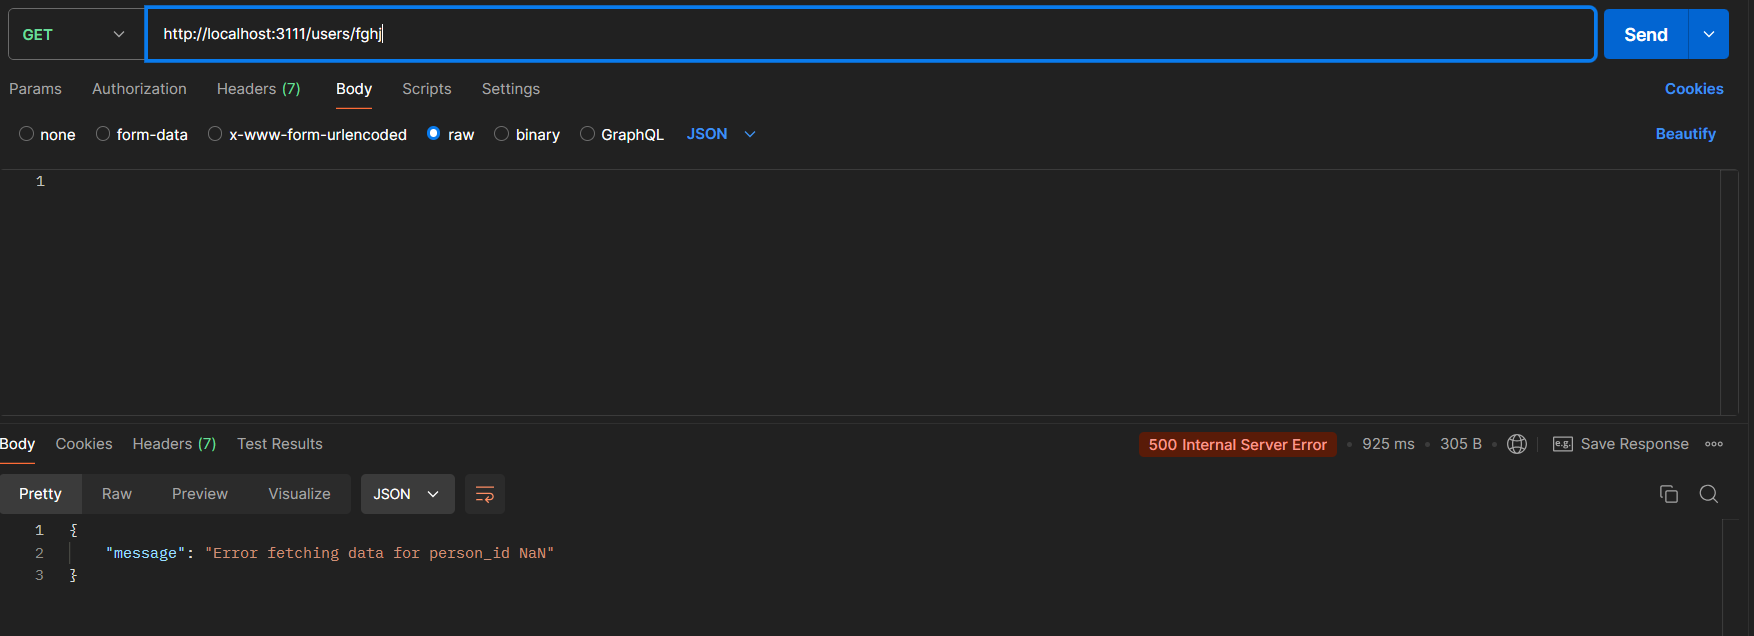 GET http://localhost:3111/users/fghj Send
Params Authorization Headers (7) Body Scripts Settings Cookies
none form-data x-www-form-urlencoded raw binary GraphQL JSON Beautify
1
Body Cookies Headers (7) Test Results 500 Internal Server Error • 925 ms • 305 B • e.g. Save Response
Pretty Raw Preview Visualize JSON
1 {
2 "message": "Error fetching data for person_id NaN"
3 }